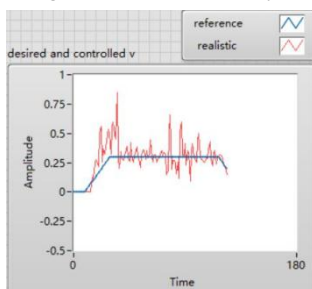 reference
realistic
desired and controlled v
1
0.75
0.5
0.25
0
-0.25
-0.5
Amplitude
0
180
Time